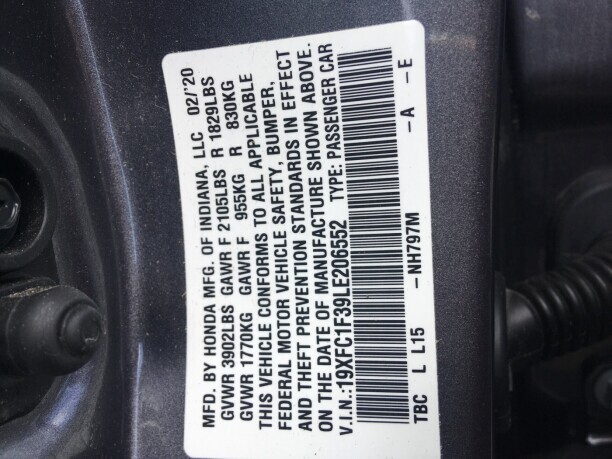 MFD. BY HONDA MFG. OF INDIANA, LLC 02/'20
GVWR 3902LBS GAWR F 2105LBS R 1829LBS
GVWR 1770KG GAWR F 955KG R 830KG
THIS VEHICLE CONFORMS TO ALL APPLICABLE
FEDERAL MOTOR VEHICLE SAFETY, BUMPER,
AND THEFT PREVENTION STANDARDS IN EFFECT
ON THE DATE OF MANUFACTURE SHOWN ABOVE.
V.I.N.:19XFC1F39LE206552 TYPE: PASSENGER CAR
TBC L L15 -NH797M -A -E